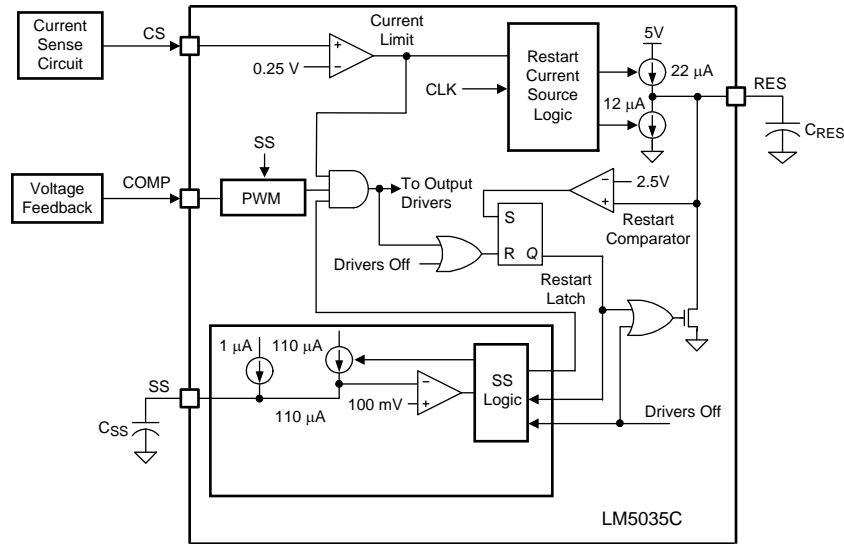 Current
Sense
Circuit
CS
0.25 V
+
−
Current
Limit
CLK
Restart
Current
Source
Logic
5V
22 μA
12 μA
RES
CRES
Voltage
Feedback
COMP
SS
PWM
To Output
Drivers
Drivers Off
S
R Q
Restart
Latch
−
+
2.5V
Restart
Comparator
1 μA
110 μA
SS
CSS
110 μA
100 mV
−
+
SS
Logic
Drivers Off
LM5035C